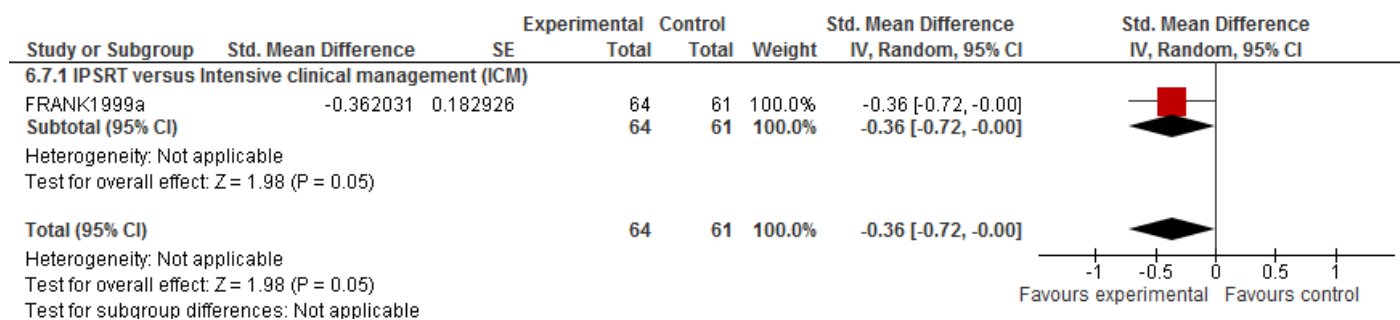 Experimental Control Std. Mean Difference Std. Mean Difference
Study or Subgroup Std. Mean Difference SE Total Total Weight IV, Random, 95% CI IV, Random, 95% CI
6.7.1 IPSRT versus Intensive clinical management (ICM)
FRANK1999a -0.362031 0.182926 64 61 100.0% -0.36 [-0.72, -0.00]
Subtotal (95% CI) 64 61 100.0% -0.36 [-0.72, -0.00]
Heterogeneity: Not applicable
Test for overall effect: Z = 1.98 (P = 0.05)
Total (95% CI) 64 61 100.0% -0.36 [-0.72, -0.00]
Heterogeneity: Not applicable
Test for overall effect: Z = 1.98 (P = 0.05)
Test for subgroup differences: Not applicable
-1 -0.5 0 0.5 1
Favours experimental Favours control